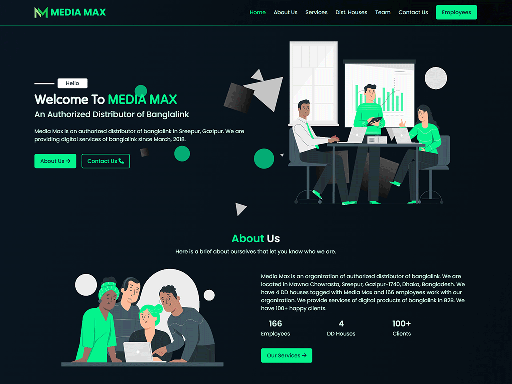 MEDIA MAX
Home About Us Services Dist. Houses Team Contact Us Employees
Hello
Welcome To MEDIA MAX
An Authorized Distributor of Banglalink
Media Max is an authorized distributor of banglalink in Sreepur, Gazipur. We are
providing digital services of banglalink since March, 2018.
About Us
Contact Us
About Us
Here is a brief about ourselves that let you know who we are.
Media Max is an organization of authorized distributor of banglalink. We are
located in Mawna Chowrasta, Sreepur, Gazipur-1740, Dhaka, Bangladesh. We
have 4 DD houses tagged with Media Max and 166 employees work with our
organization. We provide services of digital products of banglalink in B2B. We
have 100+ happy clients.
166 4 100+
Employees DD Houses Clients
Our Services